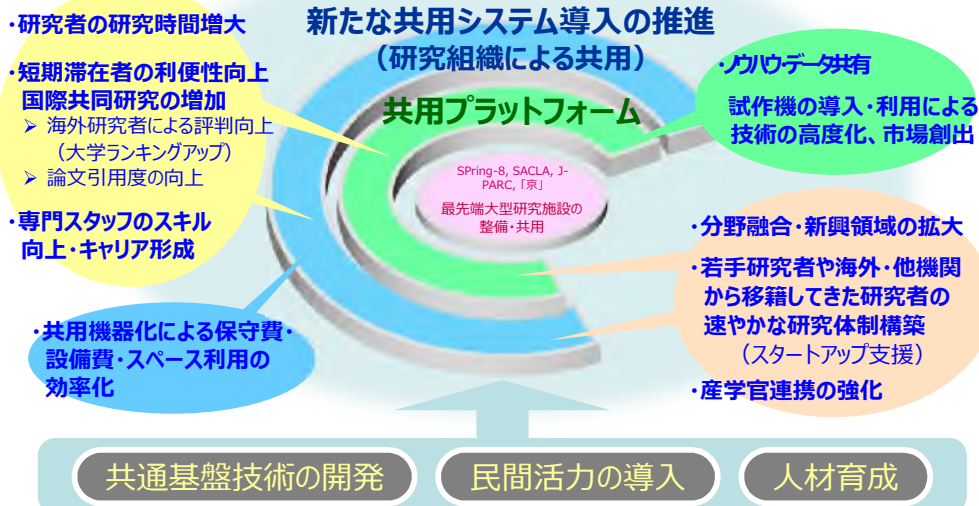 新たな共用システム導入の推進
（研究組織による共用）
共用プラットフォーム
SPring-8, SACLA, J-
PARC, 「京」
最先端大型研究施設の
整備・共用
・研究者の研究時間増大
・短期滞在者の利便性向上
国際共同研究の増加
➢ 海外研究者による評判向上
（大学ランキングアップ）
➢ 論文引用度の向上
・専門スタッフのスキル
向上・キャリア形成
・共用機器化による保守費・
設備費・スペース利用の
効率化
・ノウハウ・データ共有
試作機の導入・利用による
技術の高度化、市場創出
・分野融合・新興領域の拡大
・若手研究者や海外・他機関
から移籍してきた研究者の
速やかな研究体制構築
（スタートアップ支援）
・産学官連携の強化
共通基盤技術の開発
民間活力の導入
人材育成